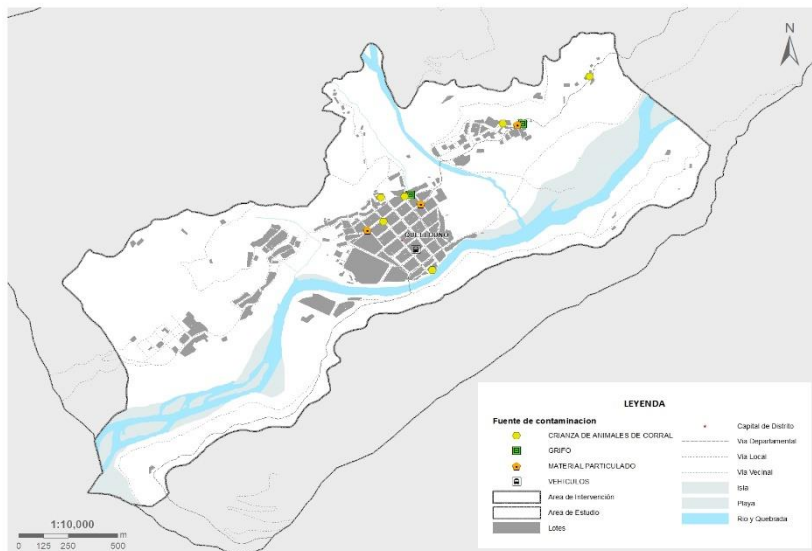 N
QUELLOUNO
1:10,000
0 125 250 500
m
LEYENDA
Fuente de contaminacion
CRIANZA DE ANIMALES DE CORRAL
GRIFO
MATERIAL PARTICULADO
VEHICULOS
Area de Intervención
Area de Estudio
Lotes
Capital de Distrito
Via Departamental
Via Local
Via Vecinal
Isla
Playa
Rio y Quebrada